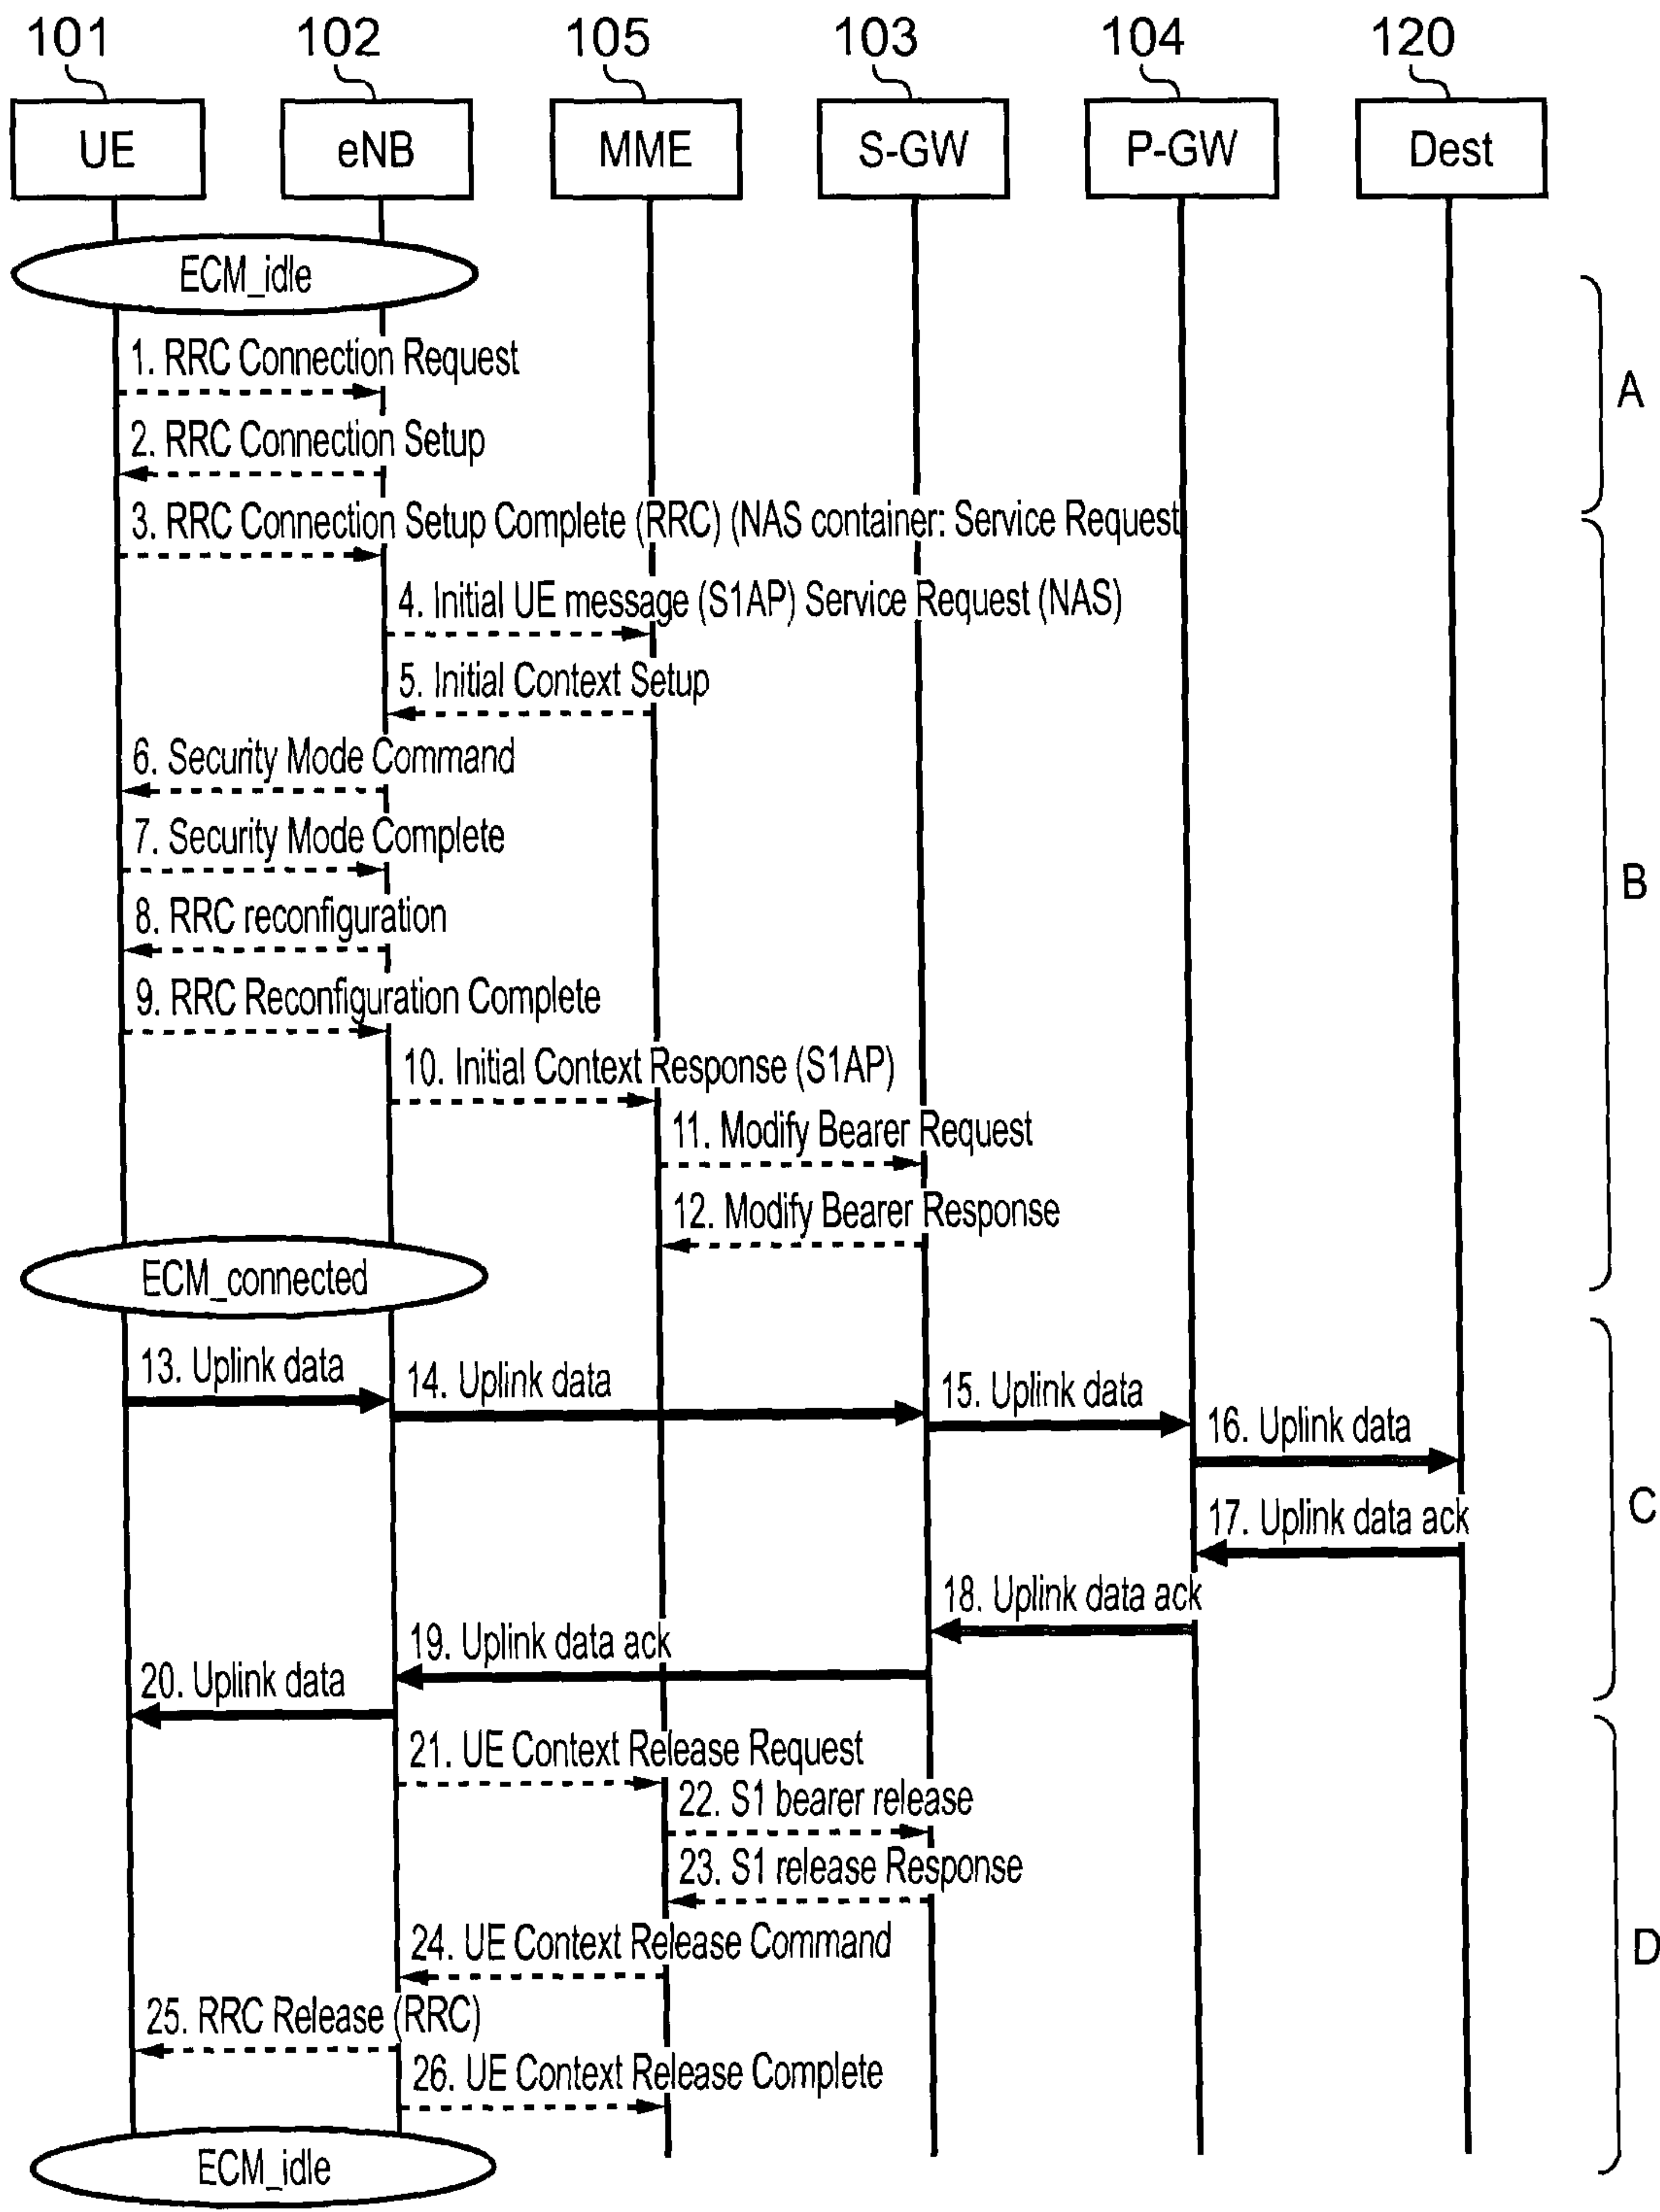 101 102 105 103 104 120
UE eNB MME S-GW P-GW Dest
ECM_idle
A
1. RRC Connection Request
2. RRC Connection Setup
3. RRC Connection Setup Complete (RRC) (NAS container: Service Request
B
4. Initial UE message (S1AP) Service Request (NAS)
5. Initial Context Setup
6. Security Mode Command
7. Security Mode Complete
8. RRC reconfiguration
9. RRC Reconfiguration Complete
10. Initial Context Response (S1AP)
11. Modify Bearer Request
12. Modify Bearer Response
ECM_connected
C
13. Uplink data
14. Uplink data
15. Uplink data
16. Uplink data
17. Uplink data ack
18. Uplink data ack
19. Uplink data ack
20. Uplink data
D
21. UE Context Release Request
22. S1 bearer release
23. S1 release Response
24. UE Context Release Command
25. RRC Release (RRC)
26. UE Context Release Complete
ECM_idle